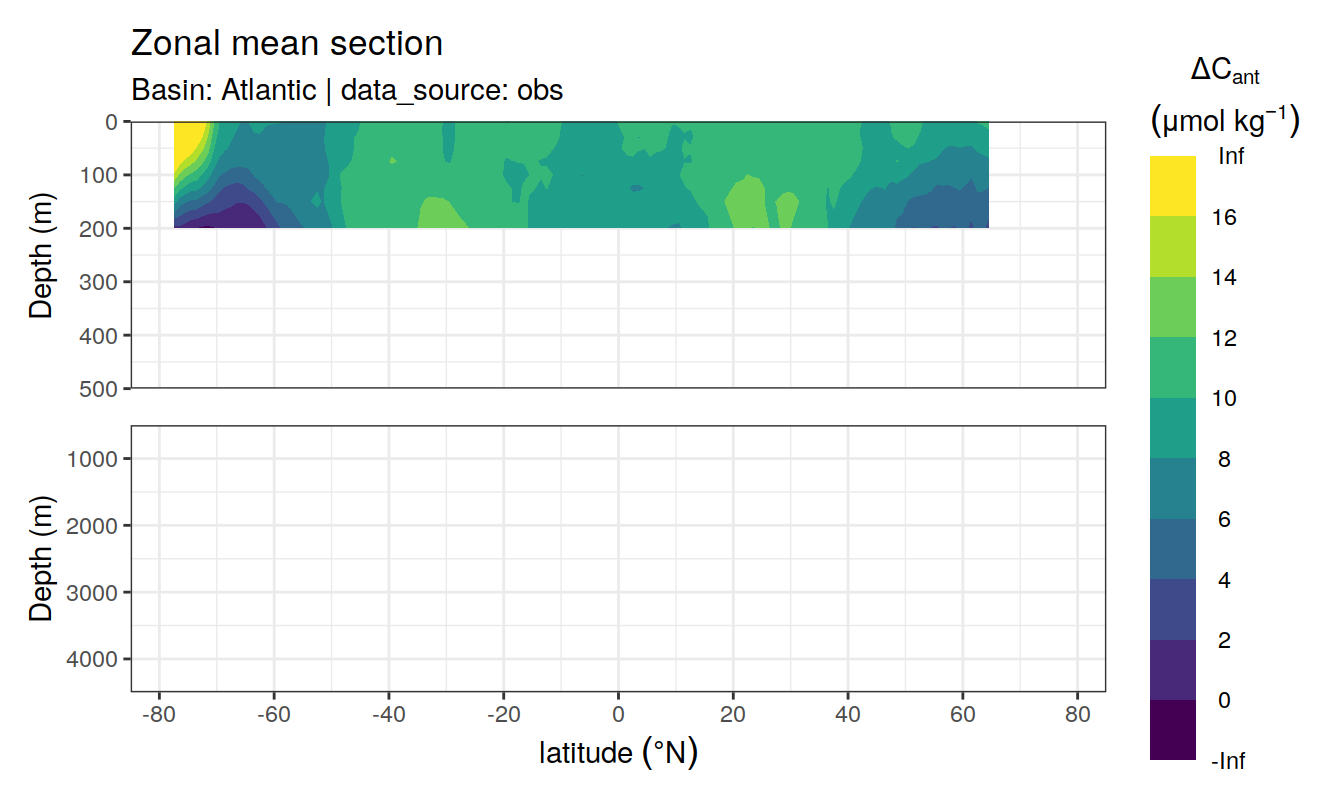 Zonal mean section
Basin: Atlantic | data_source: obs
ΔCant
(μmol kg−1)
Inf
16
14
12
10
8
6
4
2
0
-Inf
Depth (m)
0
100
200
300
400
500
Depth (m)
1000
2000
3000
4000
-80 -60 -40 -20 0 20 40 60 80
latitude (°N)